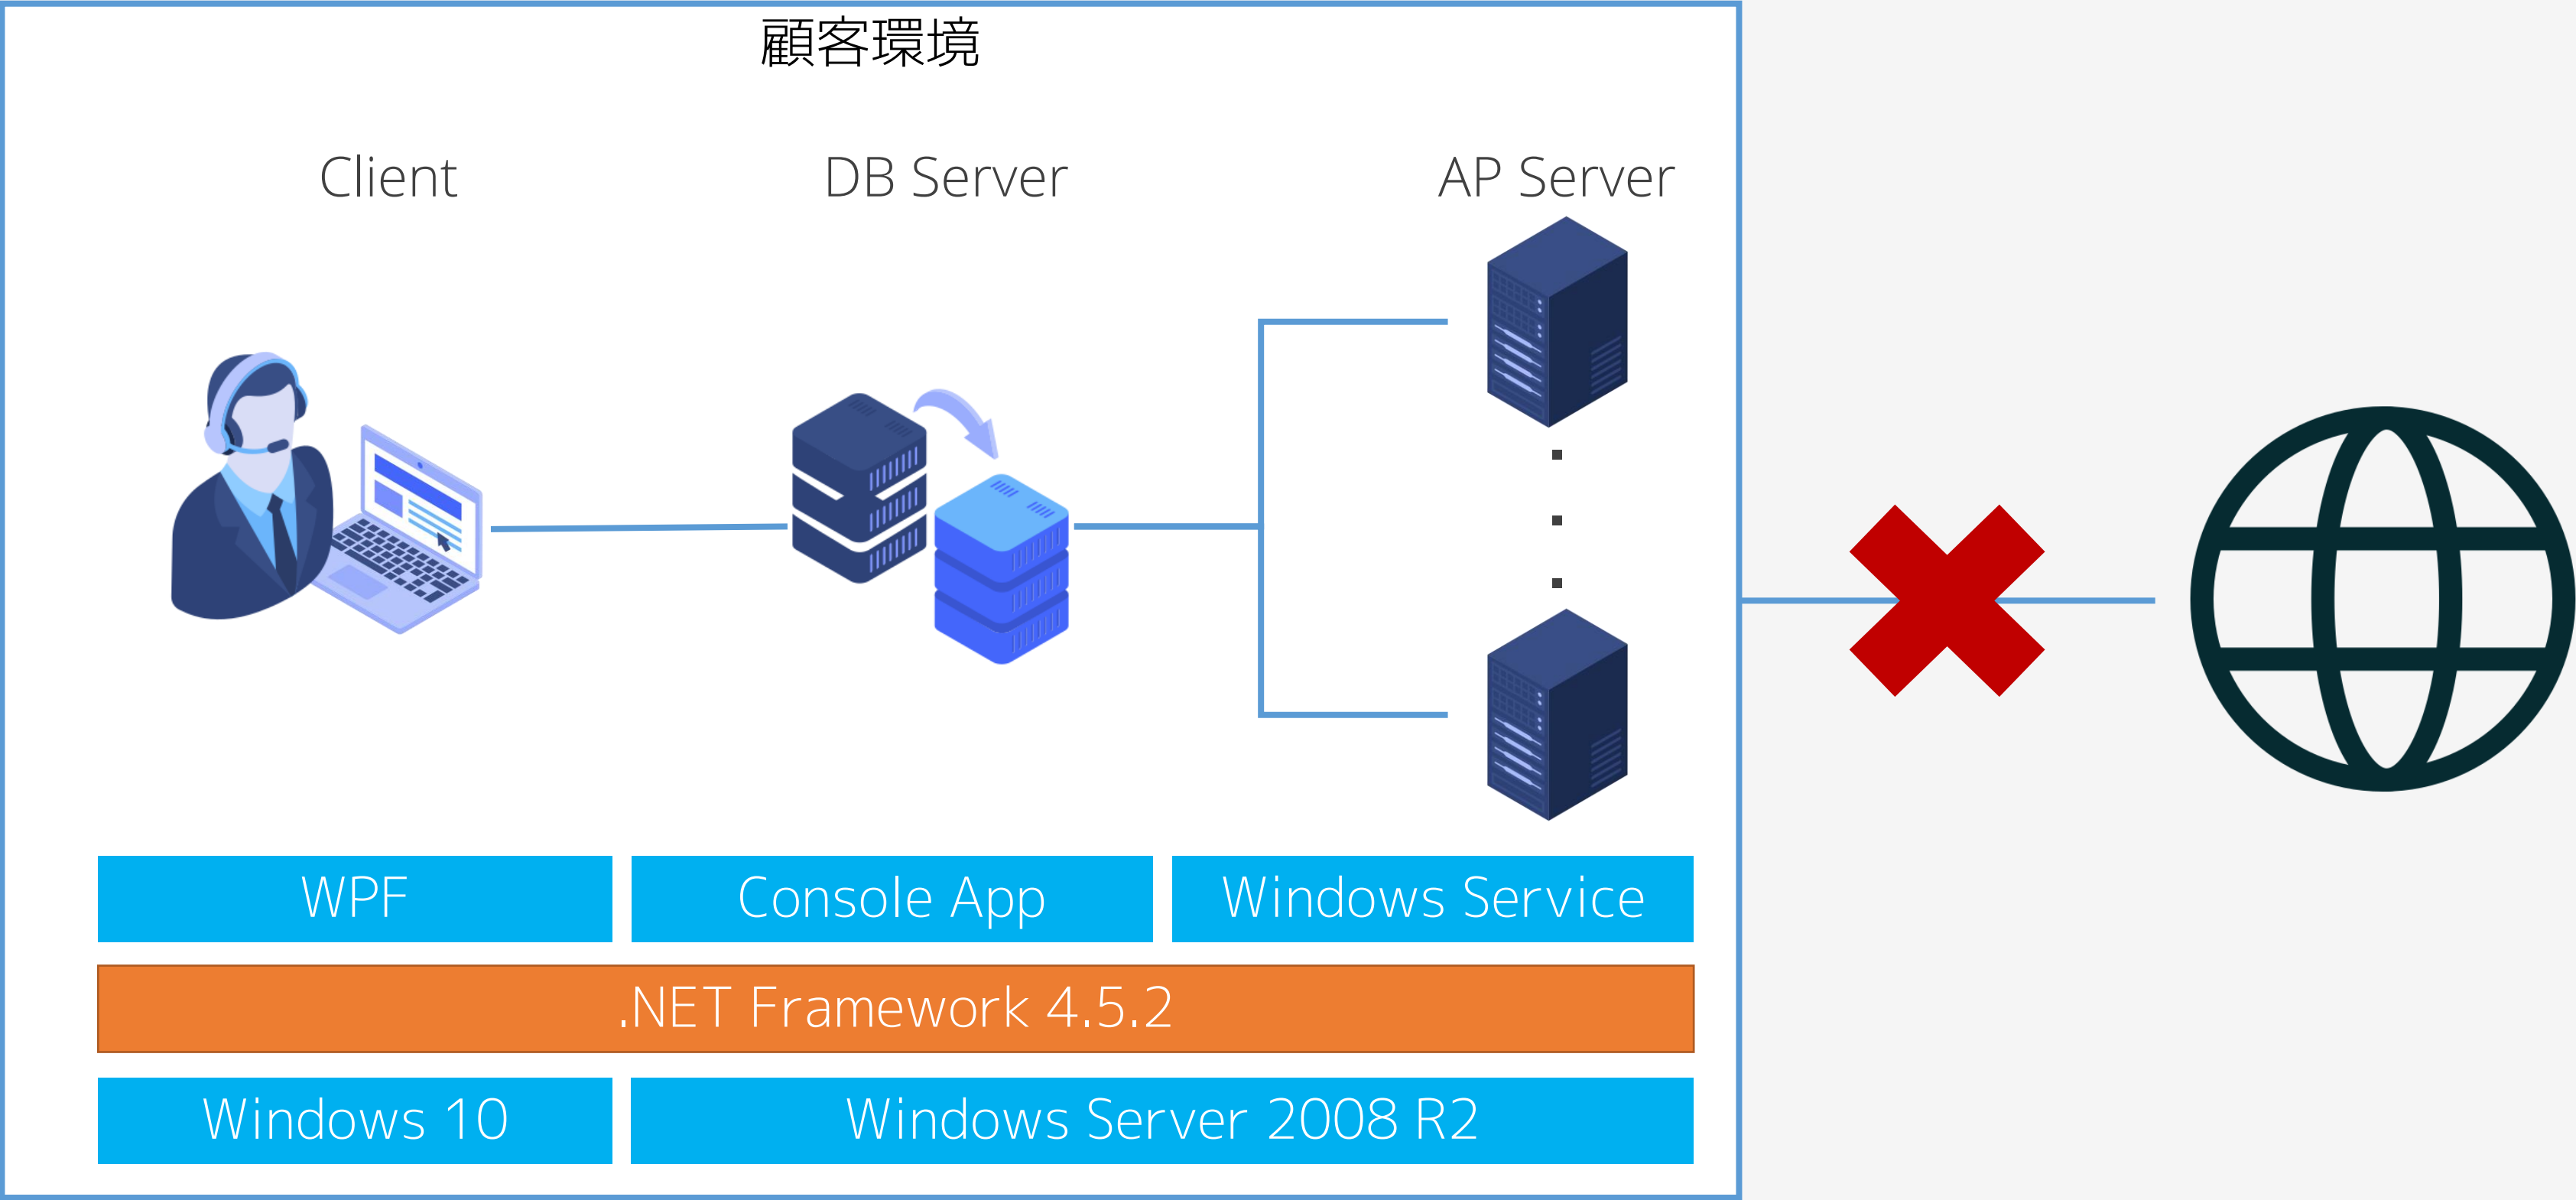 顧客環境
Client
DB Server
AP Server
WPF
Console App
Windows Service
.NET Framework 4.5.2
Windows 10
Windows Server 2008 R2